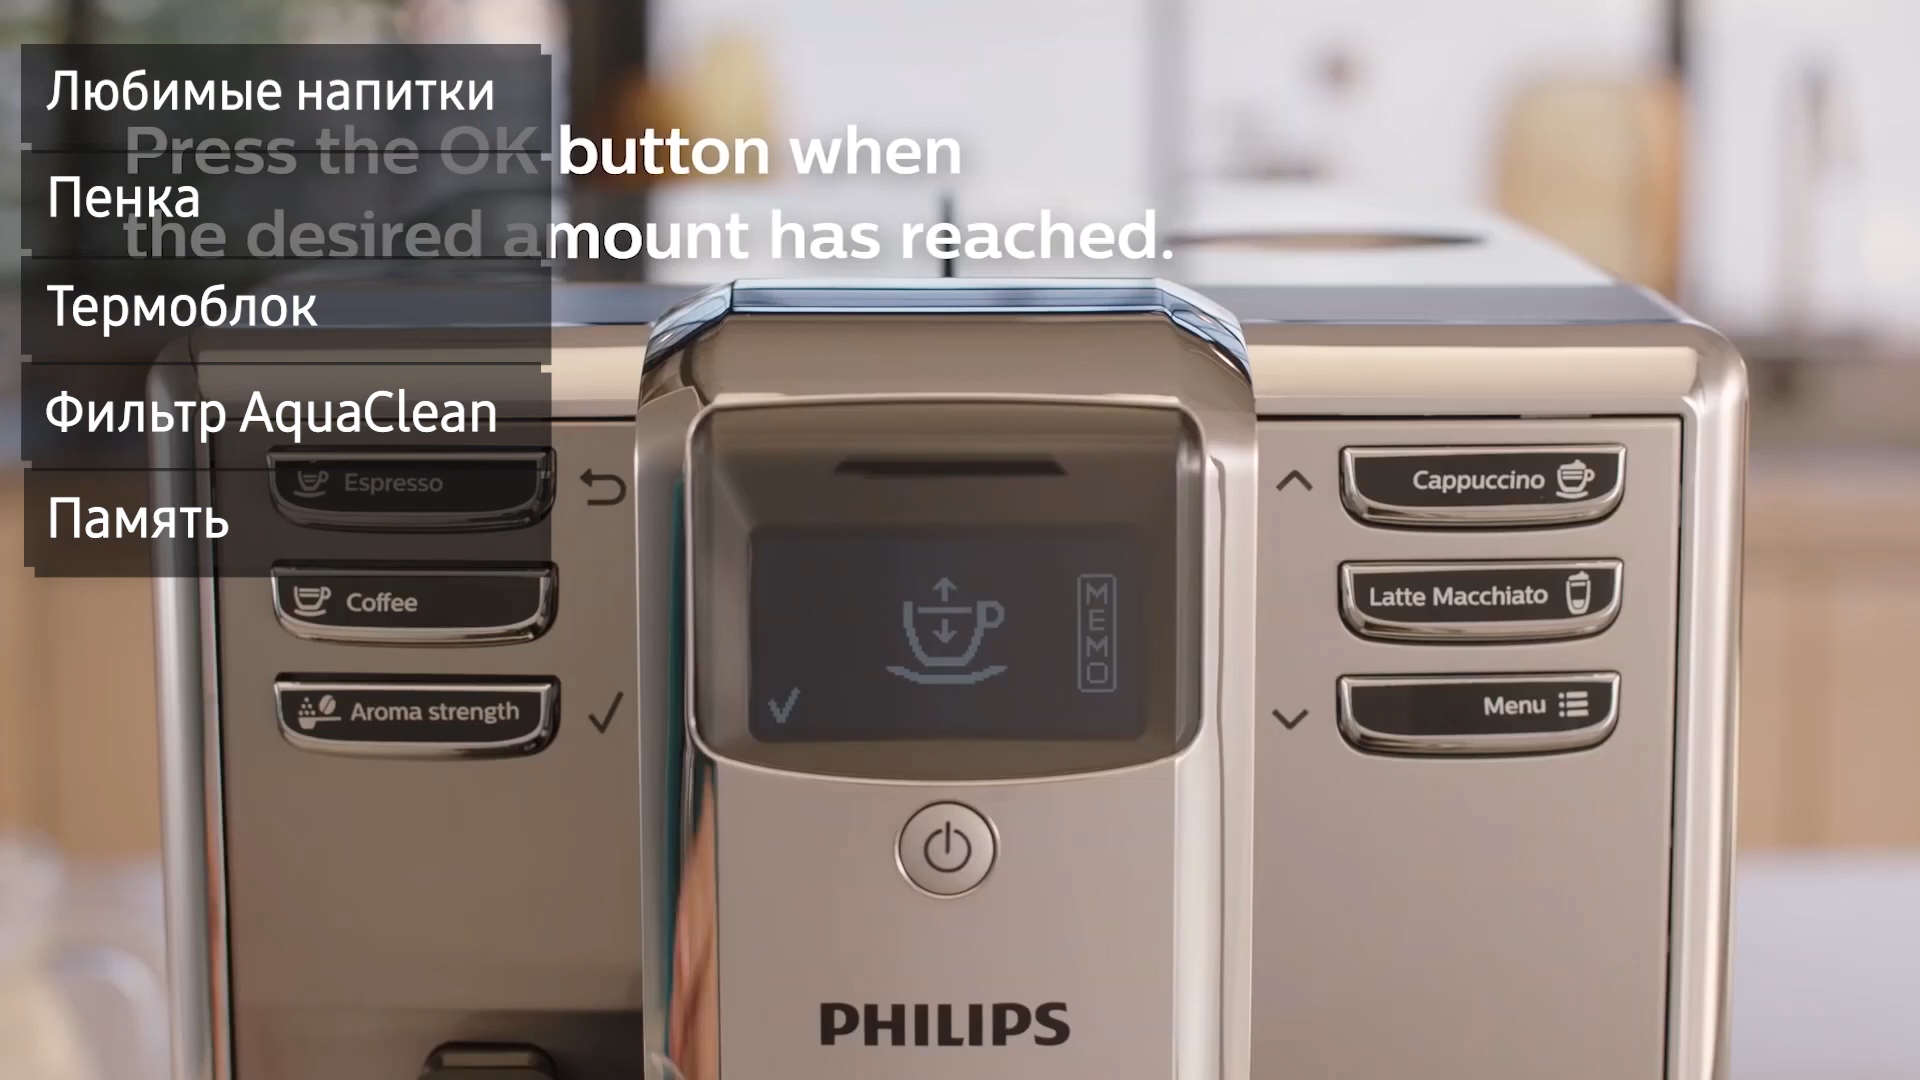 Любимые напитки
Press the OK button when
Пенка
the desired amount has reached.
Термоблок
Фильтр AquaClean
Espresso
Память
Coffee
Aroma strength
MEMO
Cappuccino
Latte Macchiato
Menu
PHILIPS